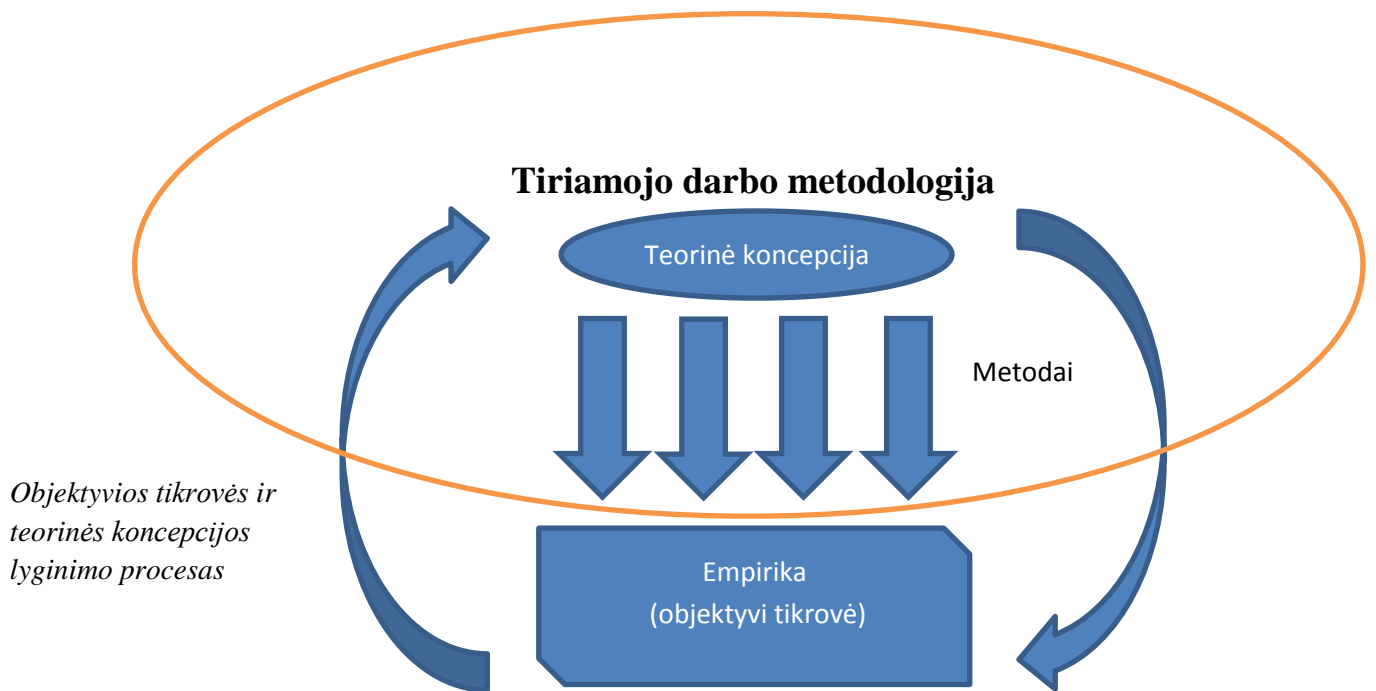 Tiriamojo darbo metodologija
Teorinė koncepcija
Metodai
Objektyvios tikrovės ir
teorinės koncepcijos
lyginimo procesas
Empirika
(objektyvi tikrovė)